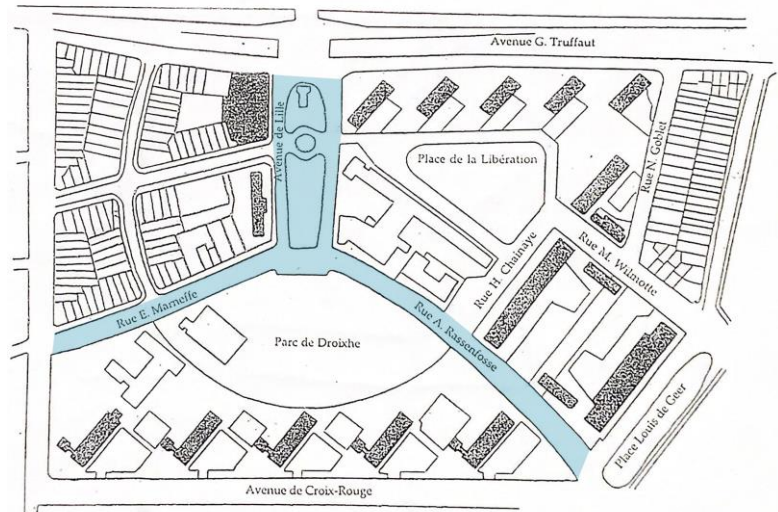 Avenue G. Truffaut
Avenue de Lille
Place de la Libération
Rue N. Goblet
Rue M. Wilmotte
Rue H. Chainaye
Rue E. Marneffe
Rue A. Rassenfosse
Parc de Droixhe
Place Louis de Geer
Avenue de Croix-Rouge